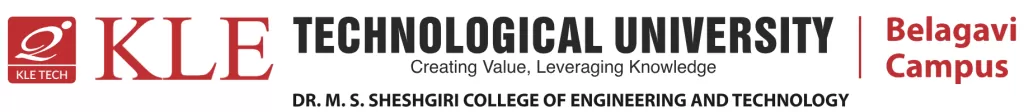 KLE TECH
KLE
TECHNOLOGICAL UNIVERSITY
Creating Value, Leveraging Knowledge
DR. M. S. SHESHGIRI COLLEGE OF ENGINEERING AND TECHNOLOGY
Belagavi
Campus